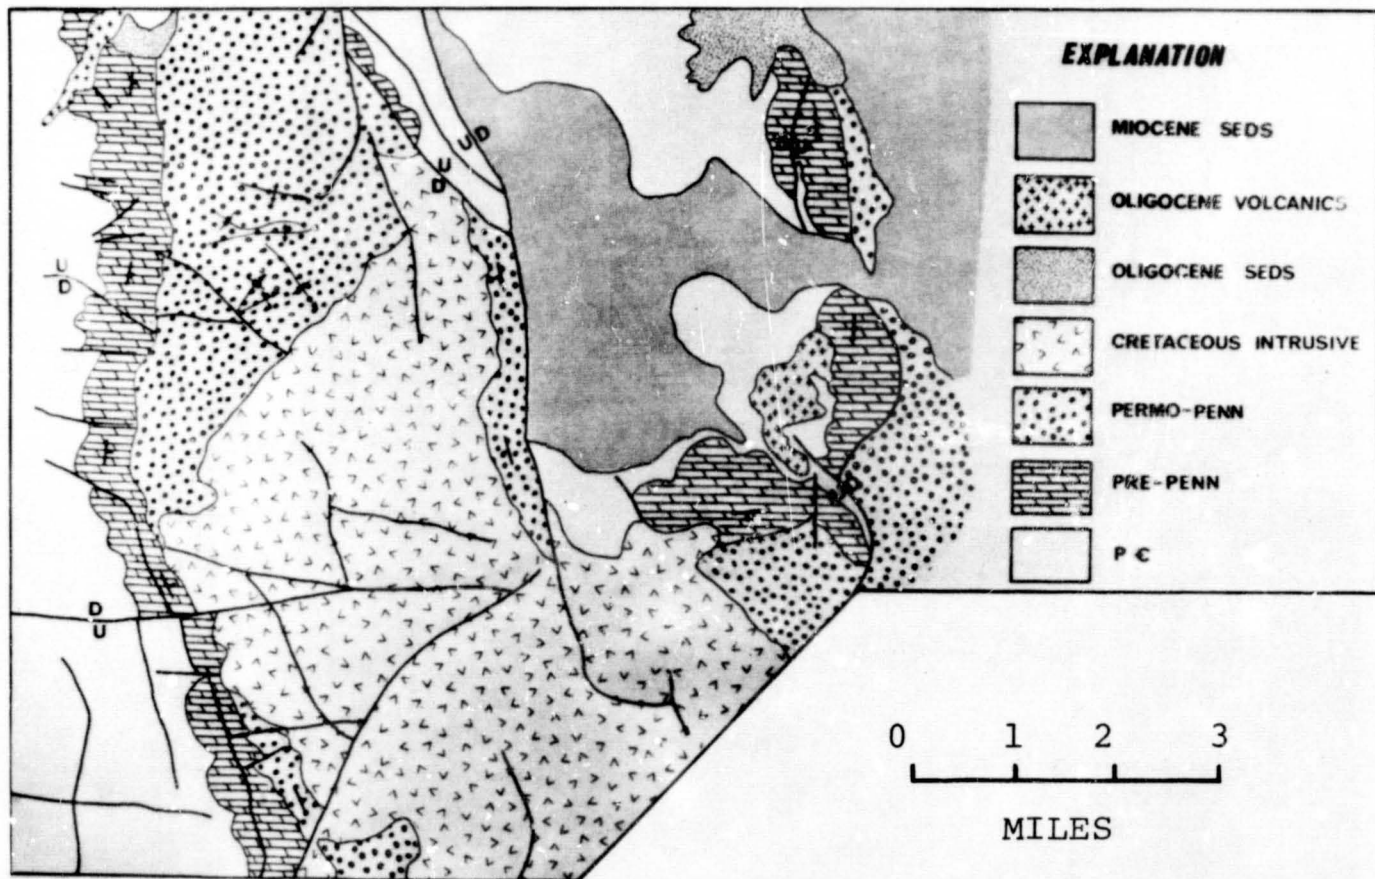 EXPLANATION
MIOCENE SEDS
OLIGOCENE VOLCANICS
OLIGOCENE SEDS
CRETACEOUS INTRUSIVE
PERMO-PENN
PRE-PENN
P Є
U D
U
D
U
D
D
U
0 1 2 3
MILES